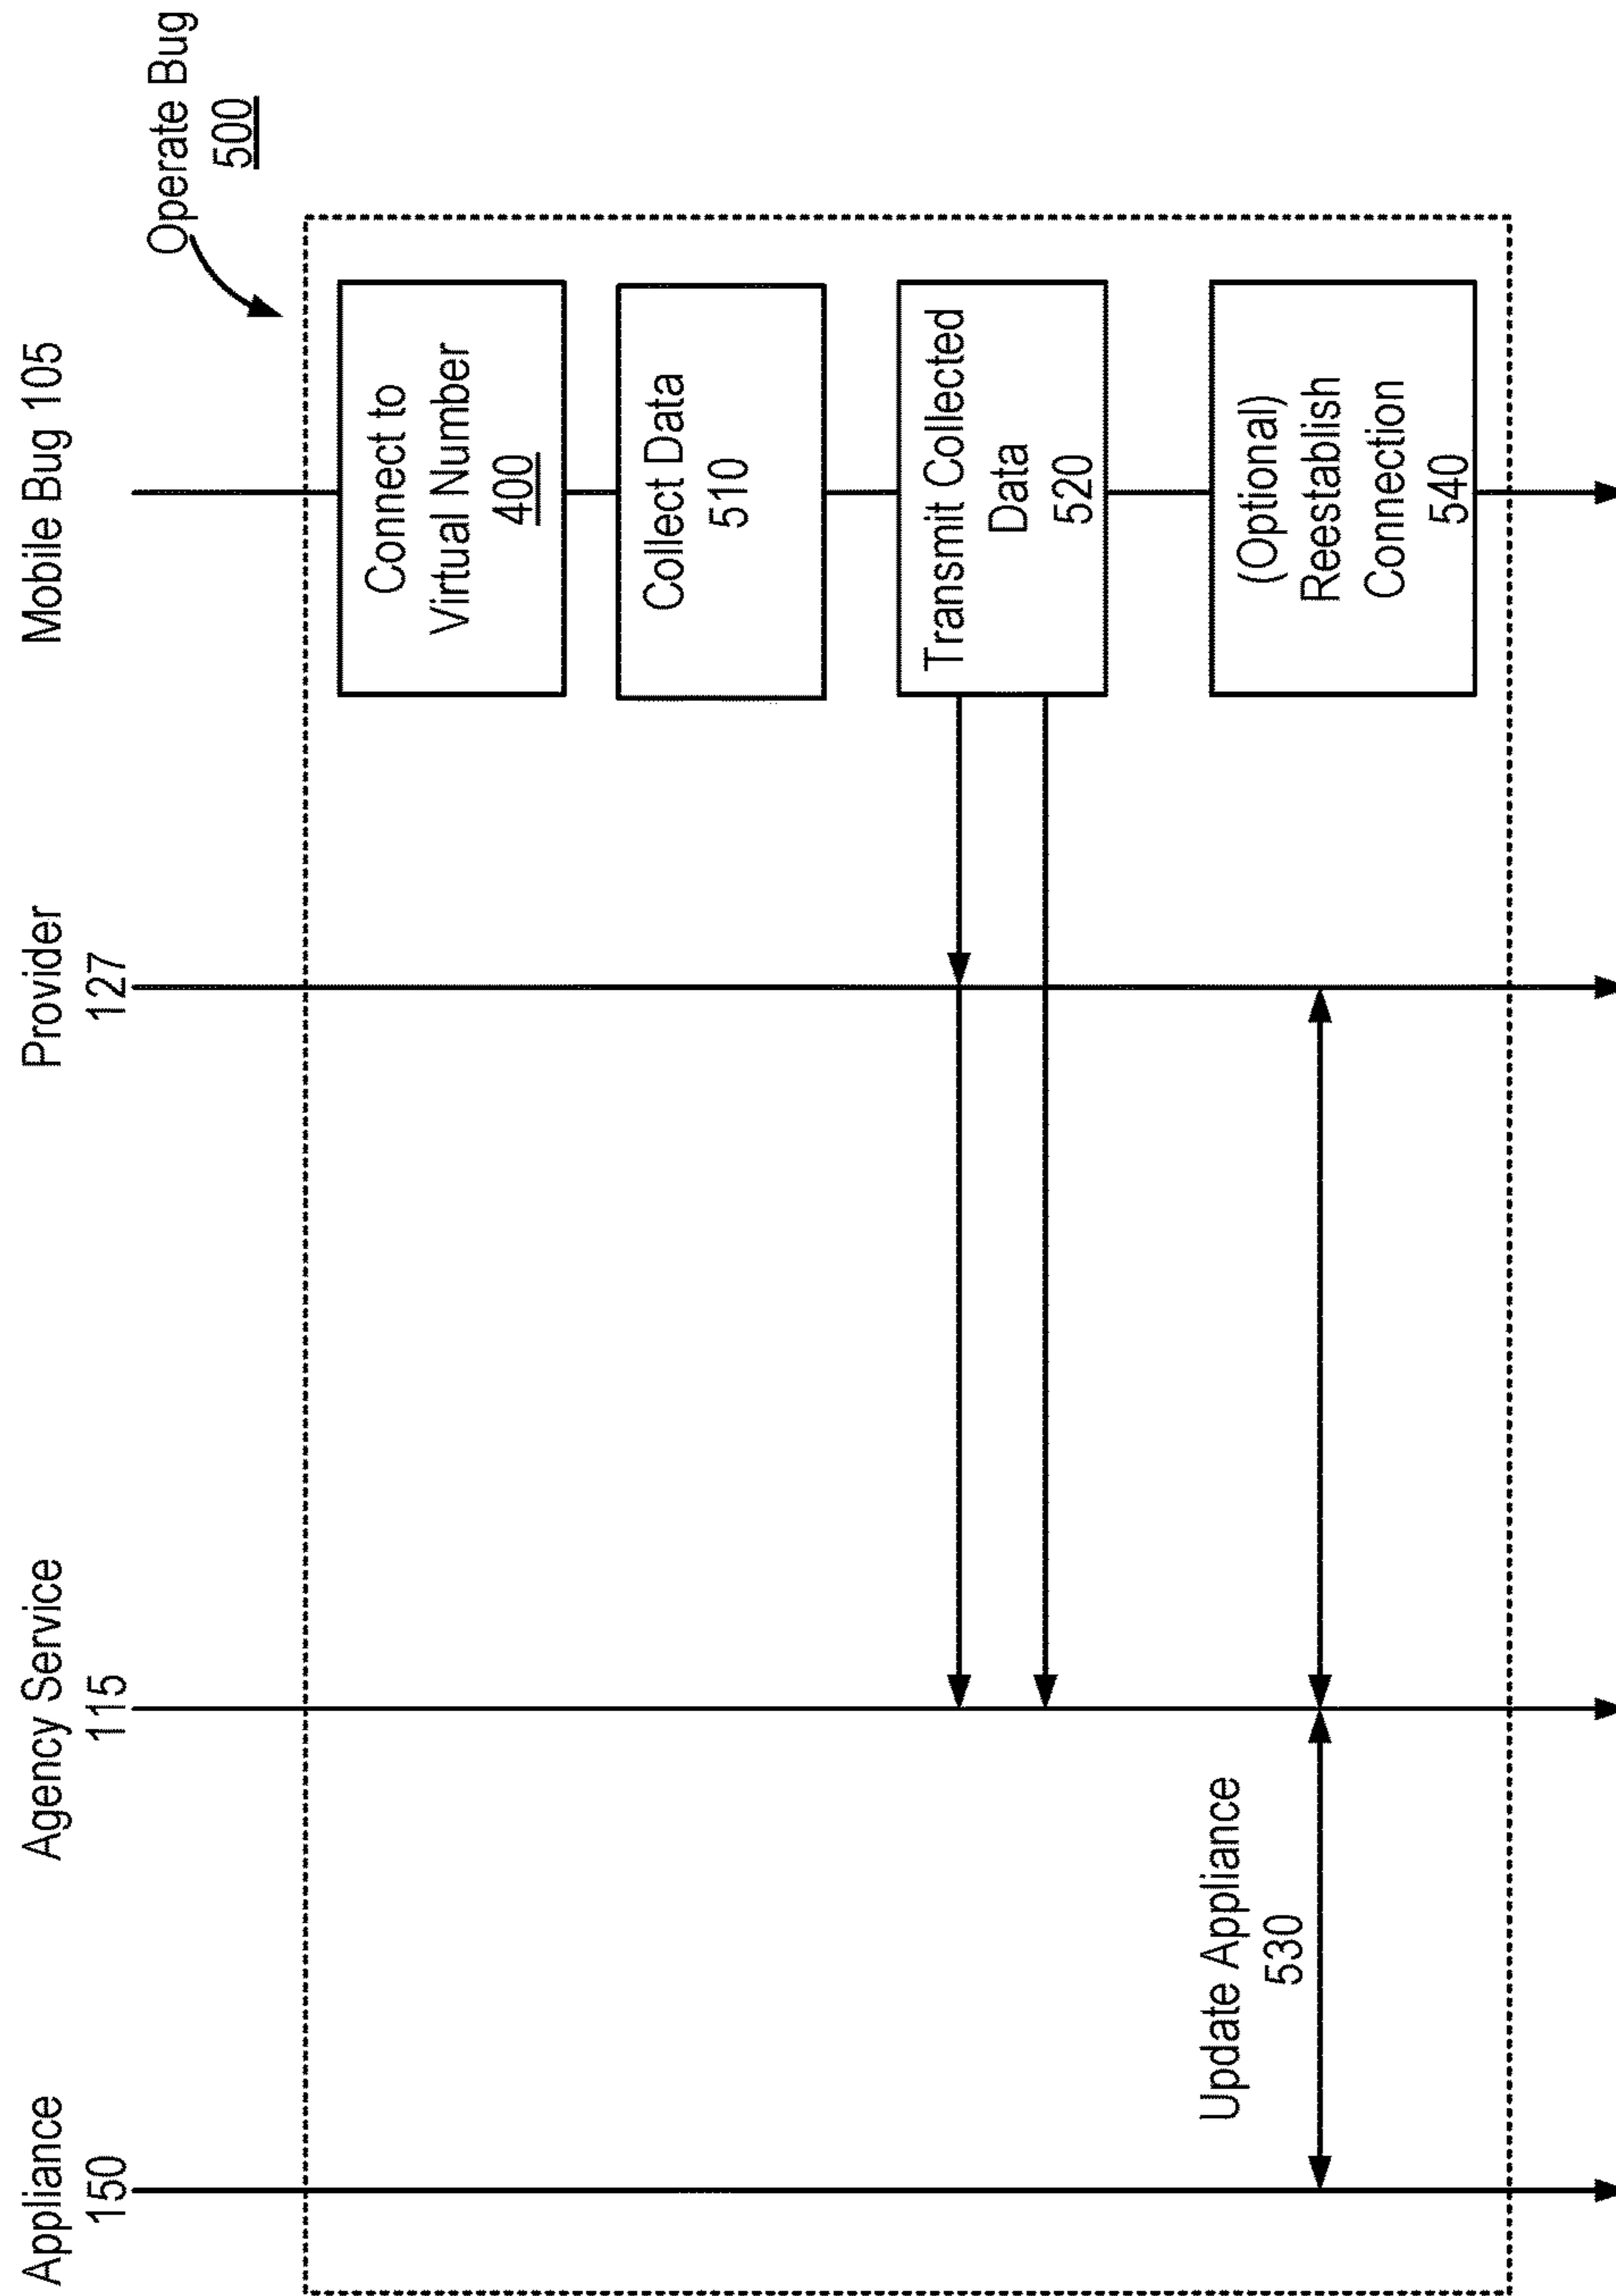 Operate Bug
500
Appliance
150
Agency Service
115
Provider
127
Mobile Bug 105
Connect to
Virtual Number
400
Collect Data
510
Transmit Collected
Data
520
Update Appliance
530
(Optional)
Reestablish
Connection
540